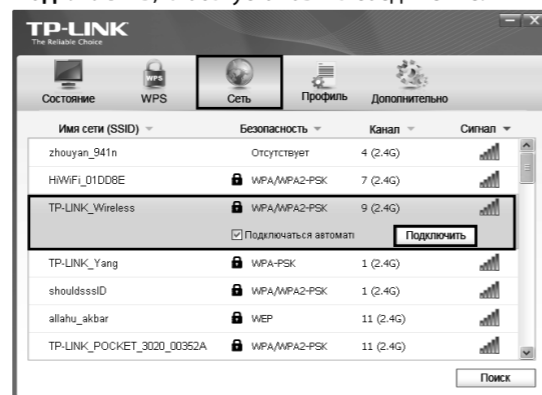 TP-LINK
The Reliable Choice
WPS
Состояние WPS Сеть Профиль Дополнительно
Имя сети (SSID) Безопасность Канал Сигнал
zhouyan_941n Отсутствует 4 (2.4G)
HiWiFi_01DD8E WPA/WPA2-PSK 7 (2.4G)
TP-LINK_Wireless WPA/WPA2-PSK 9 (2.4G)
Подключаться автомати Подключить
TP-LINK_Yang WPA-PSK 1 (2.4G)
shouldsssID WPA/WPA2-PSK 1 (2.4G)
allahu_akbar WEP 11 (2.4G)
TP-LINK_POCKET_3020_00352A WPA/WPA2-PSK 11 (2.4G)
Поиск